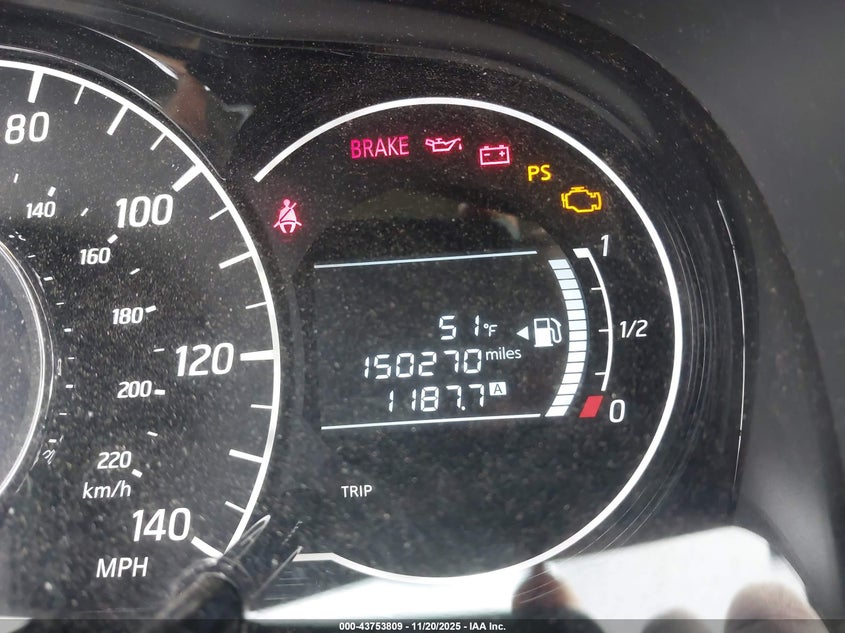 80
100
120
140
MPH
140
160
180
200
220
km/h
BRAKE
PS
1
1/2
0
51°F
150270 miles
1187.7 A
TRIP
000-43753809 - 11/20/2025 - IAA Inc.